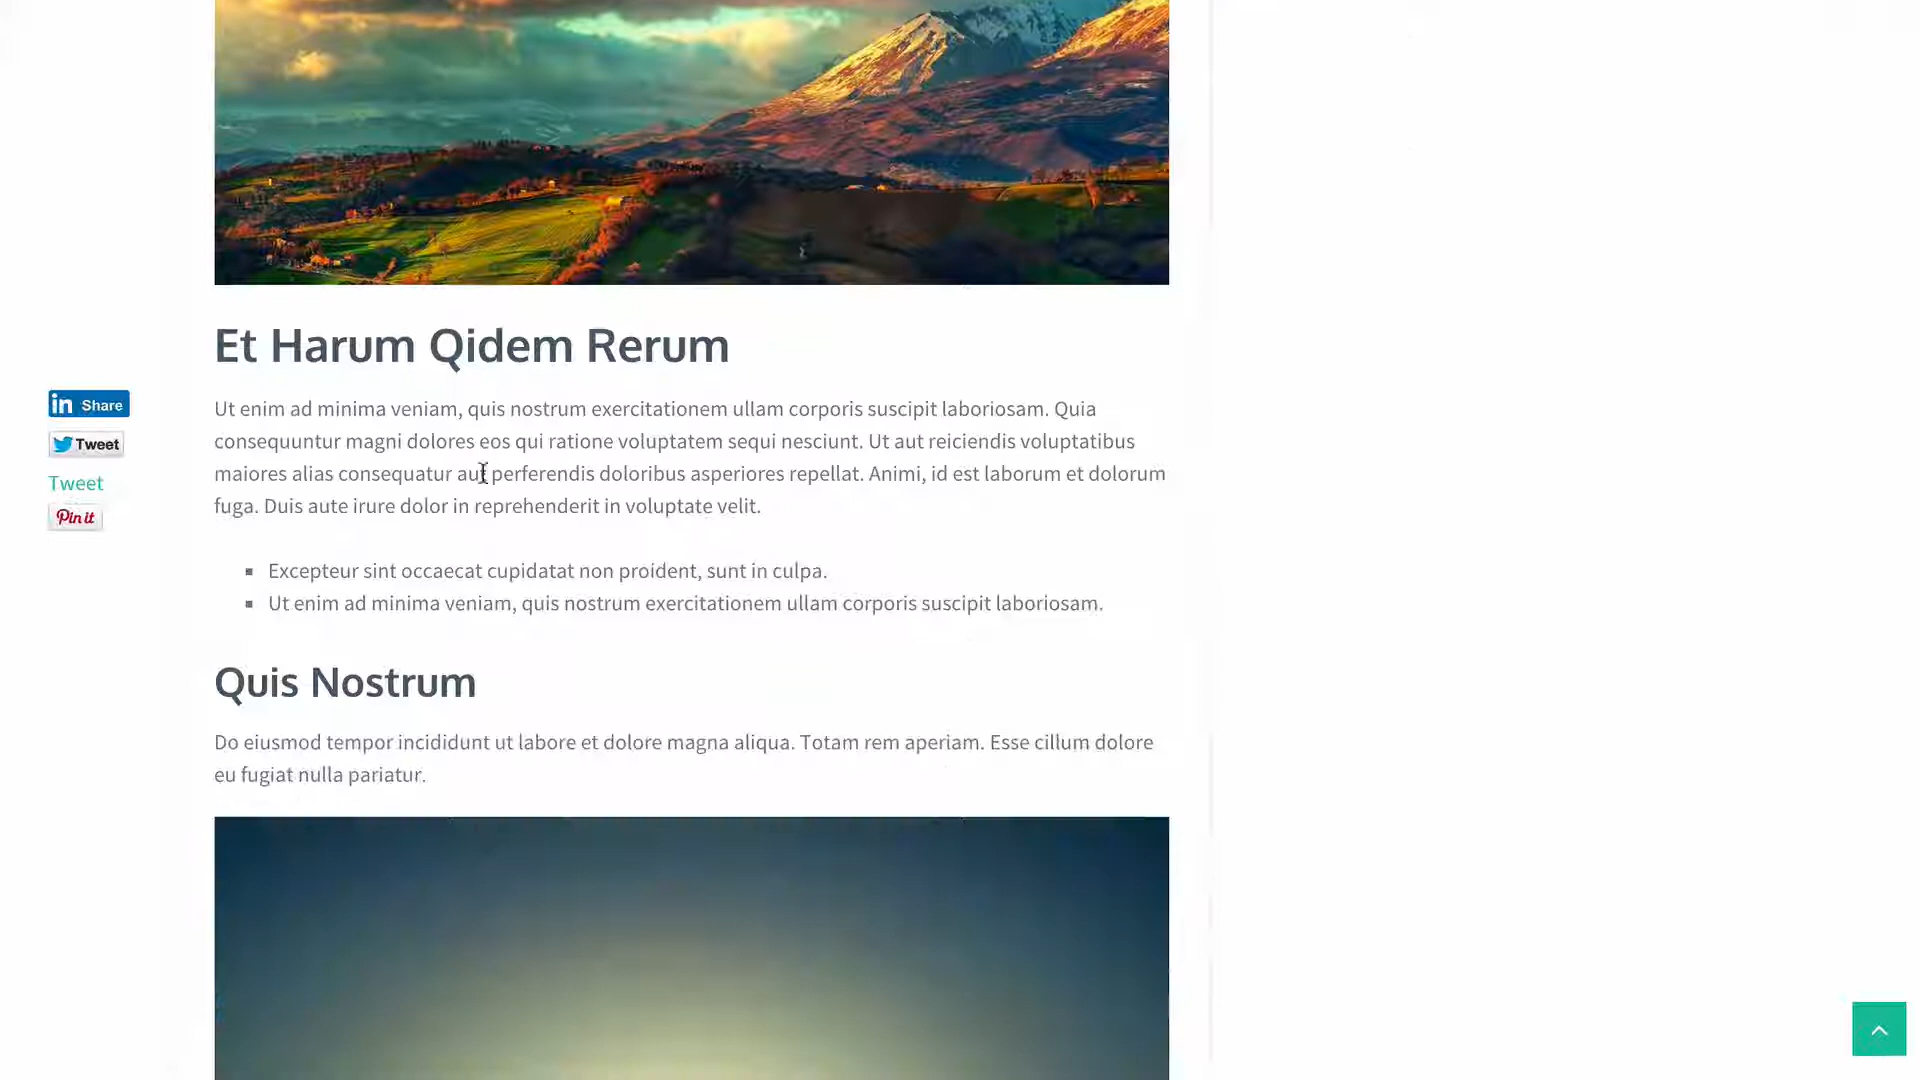 Et Harum Qidem Rerum
in Share
Tweet
Tweet
Pin it
Ut enim ad minima veniam, quis nostrum exercitationem ullam corporis suscipit laboriosam. Quia
consequuntur magni dolores eos qui ratione voluptatem sequi nesciunt. Ut aut reiciendis voluptatibus
maiores alias consequatur aut perferendis doloribus asperiores repellat. Animi, id est laborum et dolorum
fuga. Duis aute irure dolor in reprehenderit in voluptate velit.
Excepteur sint occaecat cupidatat non proident, sunt in culpa.
Ut enim ad minima veniam, quis nostrum exercitationem ullam corporis suscipit laboriosam.
Quis Nostrum
Do eiusmod tempor incididunt ut labore et dolore magna aliqua. Totam rem aperiam. Esse cillum dolore
eu fugiat nulla pariatur.